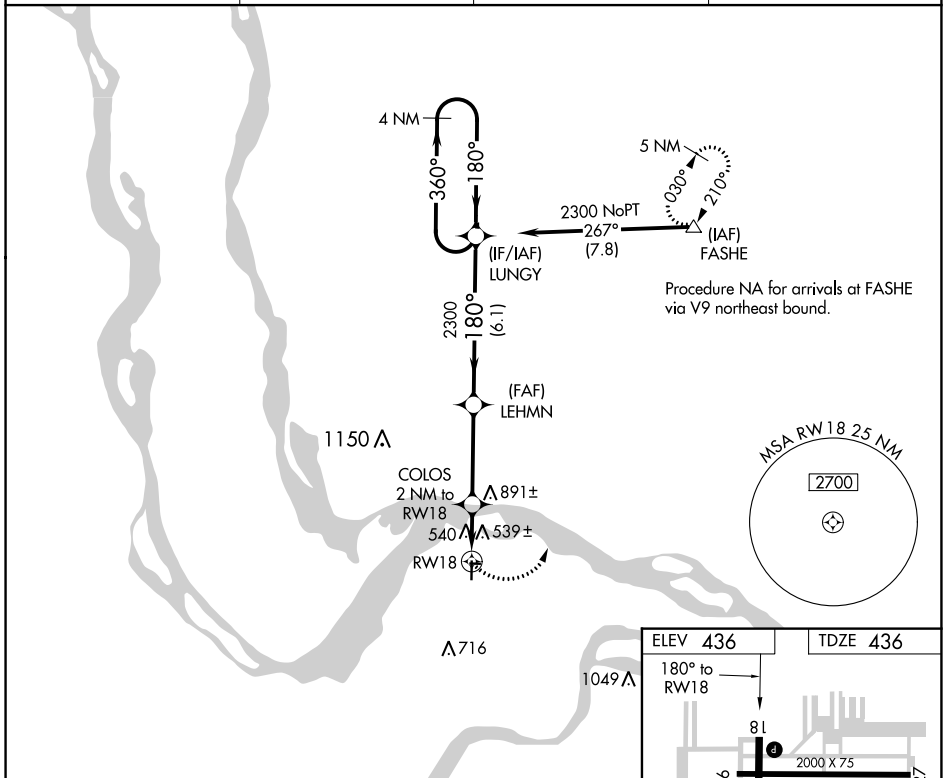 4 NM
360°
180°
5 NM
030°
210°
2300 NoPT
267°
(7.8)
(IAF)
FASHE
(IF/IAF)
LUNGY
Procedure NA for arrivals at FASHE
via V9 northeast bound.
2300
180°
(6.1)
(FAF)
LEHMN
1150
MSA RW18 25 NM
2700
COLOS
2 NM to
RW18
891±
540
539±
RW18
716
1049
ELEV 436
TDZE 436
180° to
RW18
18
P
2000 X 75